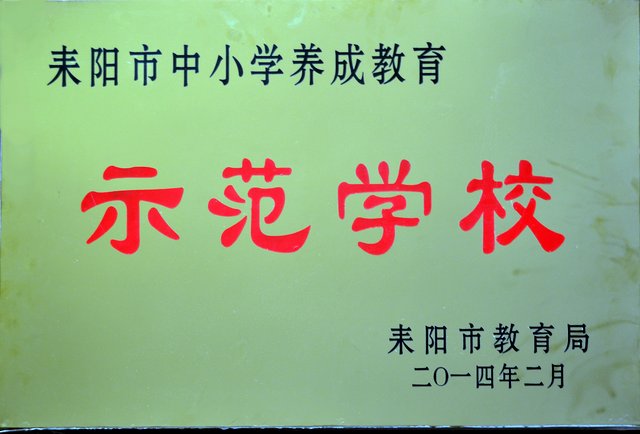 耒阳市中小学养成教育
示范学校
耒阳市教育局
二〇一四年二月